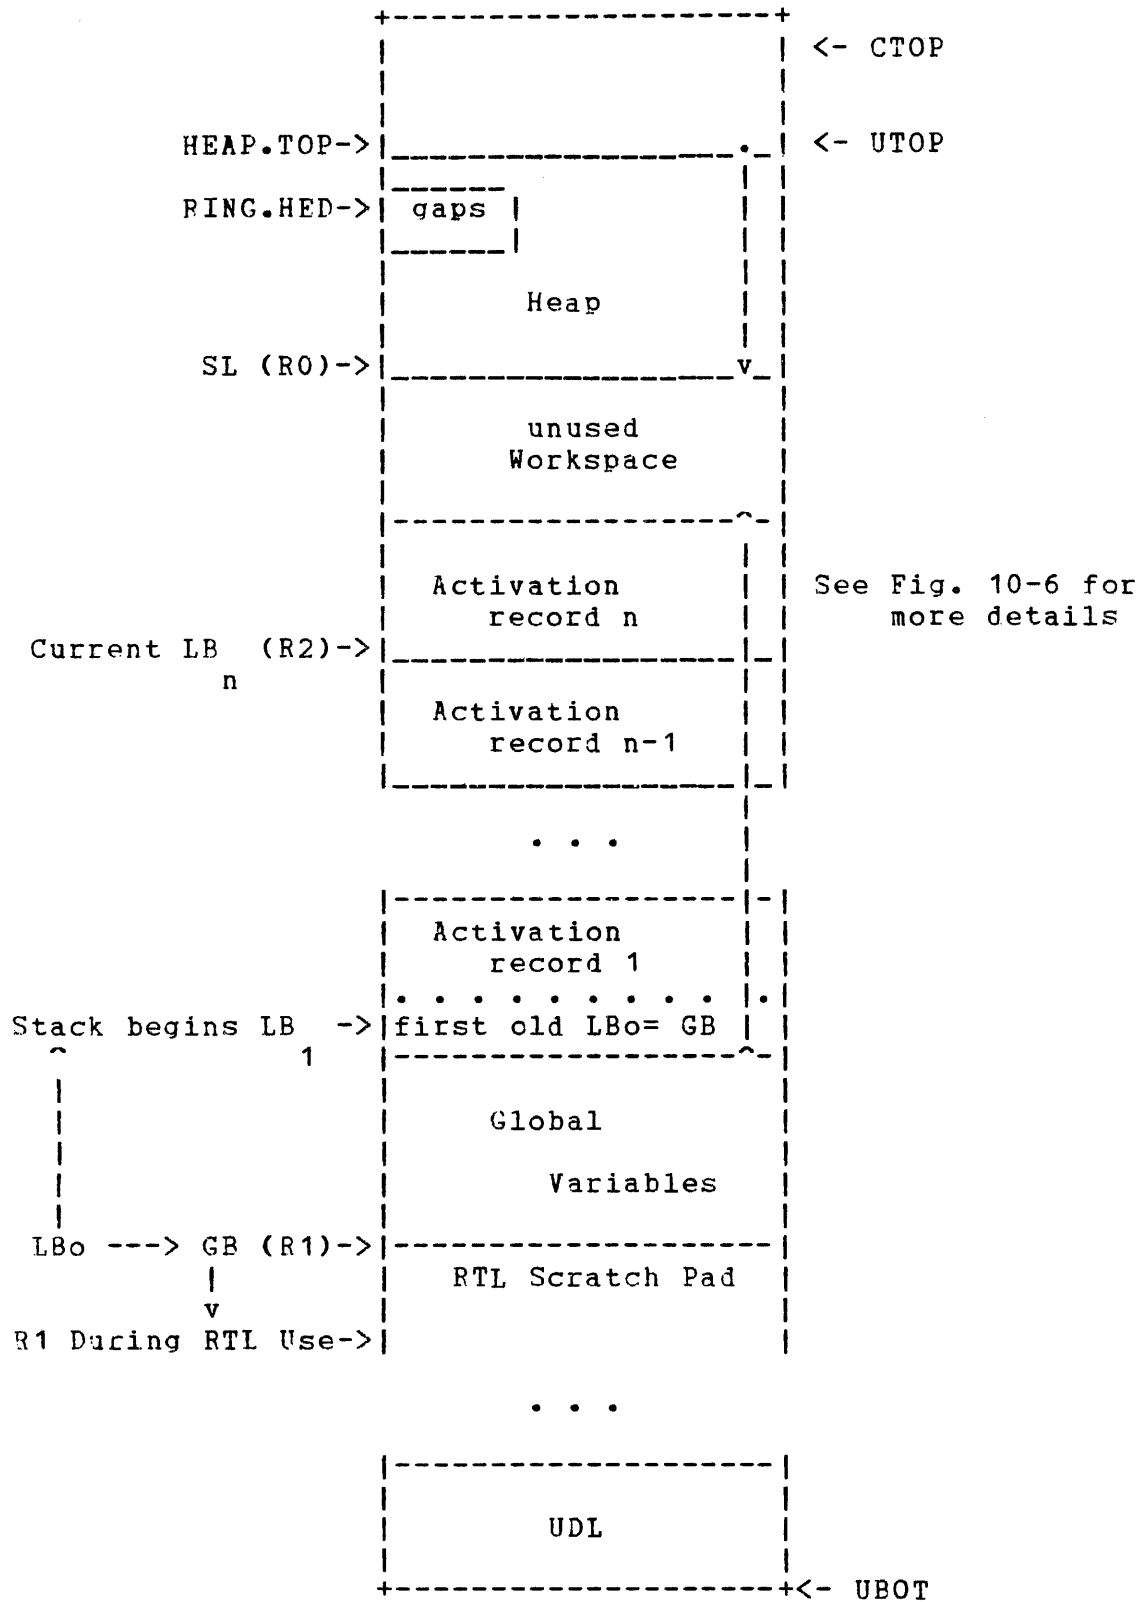 <- CTOP
HEAP.TOP-> <- UTOP
RING.HED-> gaps
Heap
SL (R0)->
unused
Workspace
Activation See Fig. 10-6 for
record n more details
Current LB (R2)->
n
Activation
record n-1
. . .
Activation
record 1
Stack begins LB -> first old LBo= GB
1
Global
Variables
LBo ---> GB (R1)->
RTL Scratch Pad
v
R1 During RTL Use->
. . .
UDL
<- UBOT